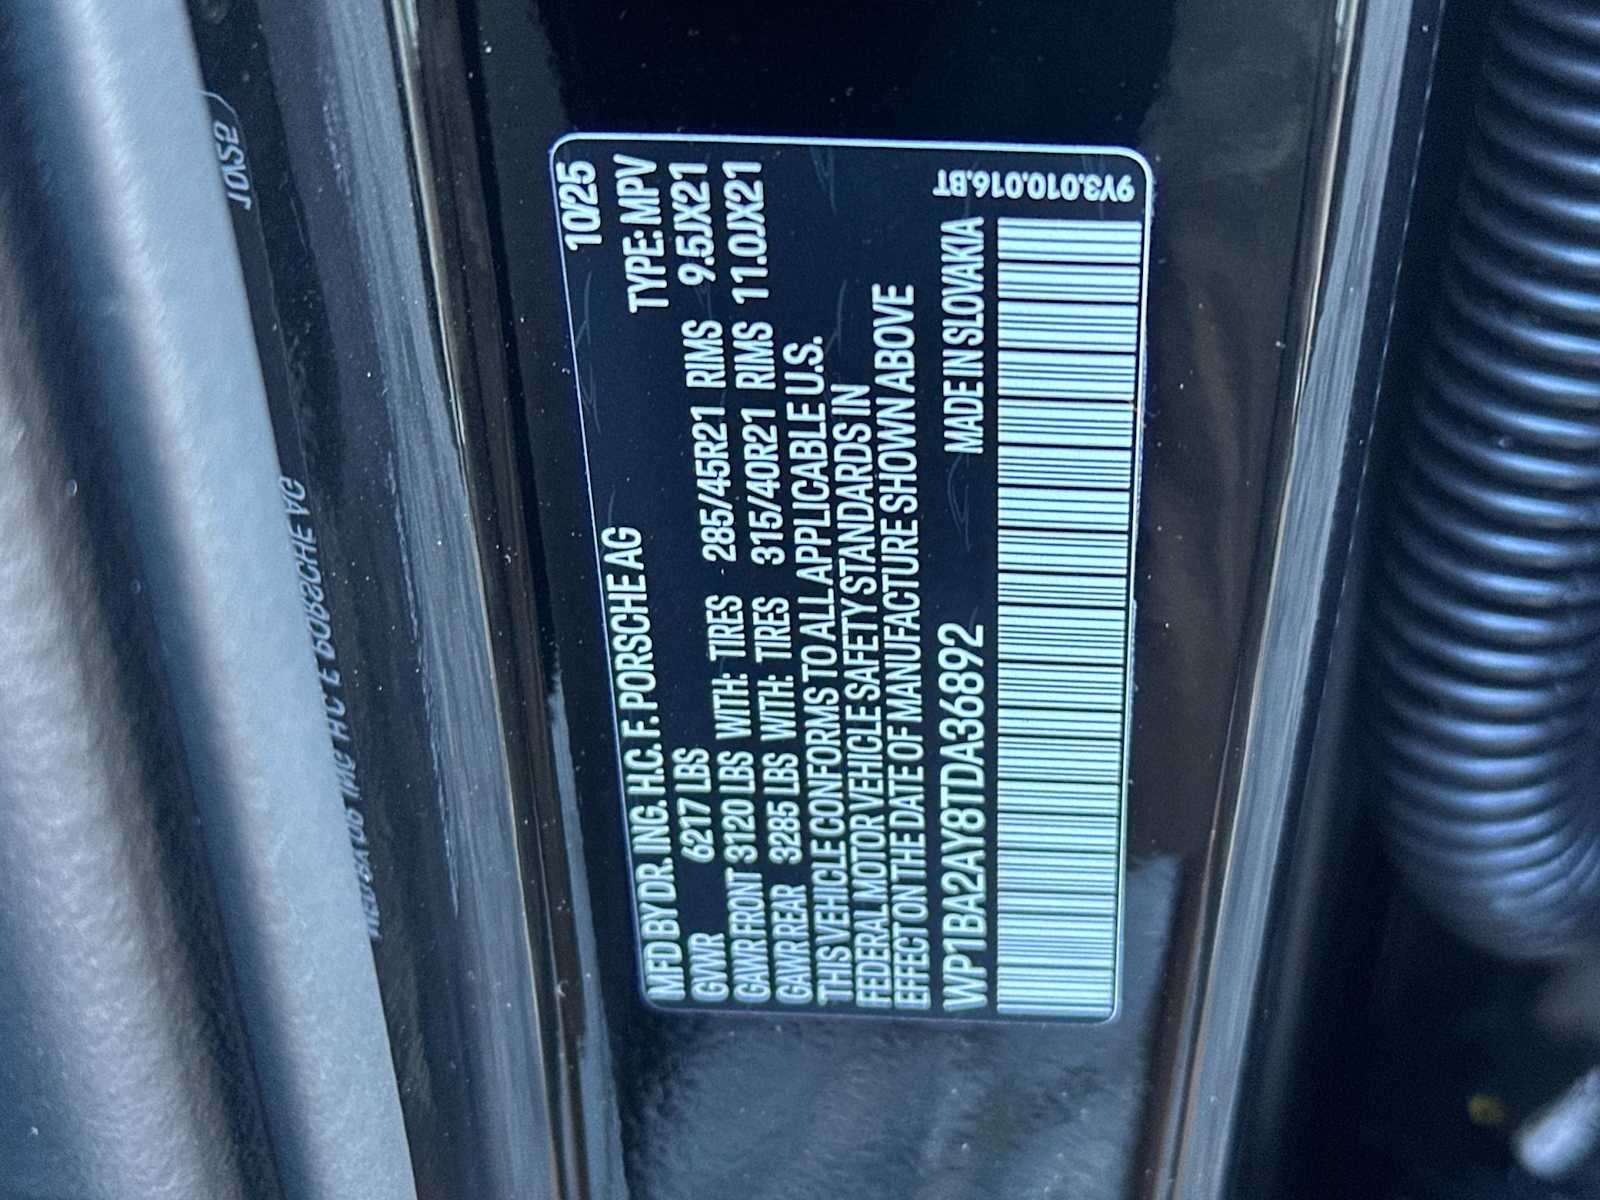 10/25
MFD BY DR. ING. H.C. F. PORSCHE AG TYPE: MPV
GVWR 6217 LBS
GAWR FRONT 3120 LBS WITH: TIRES 285/45R21 RIMS 9.5JX21
GAWR REAR 3285 LBS WITH: TIRES 315/40R21 RIMS 11.0JX21
THIS VEHICLE CONFORMS TO ALL APPLICABLE U.S.
FEDERAL MOTOR VEHICLE SAFETY STANDARDS IN
EFFECT ON THE DATE OF MANUFACTURE SHOWN ABOVE
WP1BA2AY8TDA36892 MADE IN SLOVAKIA
9Y3.010.016.BT